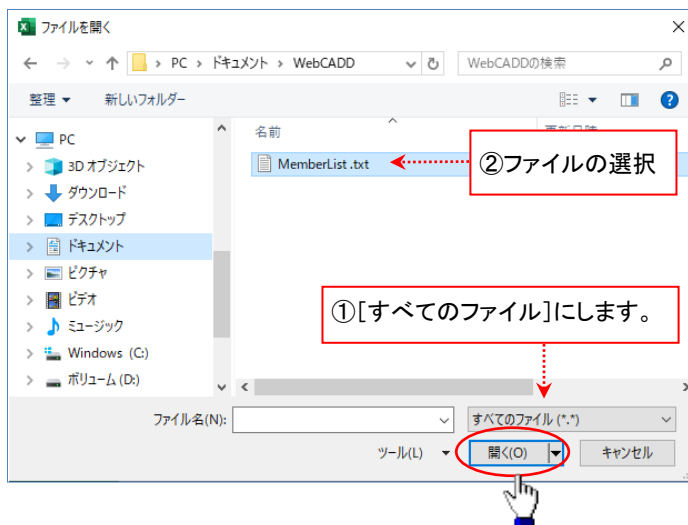 ファイルを開く
PC › ドキュメント › WebCADD
WebCADDの検索
整理 新しいフォルダー
名前
PC
3D オブジェクト
ダウンロード
デスクトップ
ドキュメント
ピクチャ
ビデオ
ミュージック
Windows (C:)
ボリューム (D:)
MemberList .txt
②ファイルの選択
①[すべてのファイル]にします。
ファイル名(N):
すべてのファイル (*.*)
ツール(L) 開く(O) キャンセル